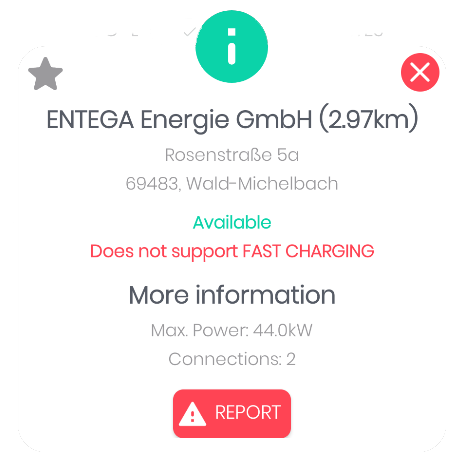 ENTEGA Energie GmbH (2.97km)
Rosenstraße 5a
69483, Wald-Michelbach
Available
Does not support FAST CHARGING
More information
Max. Power: 44.0kW
Connections: 2
REPORT